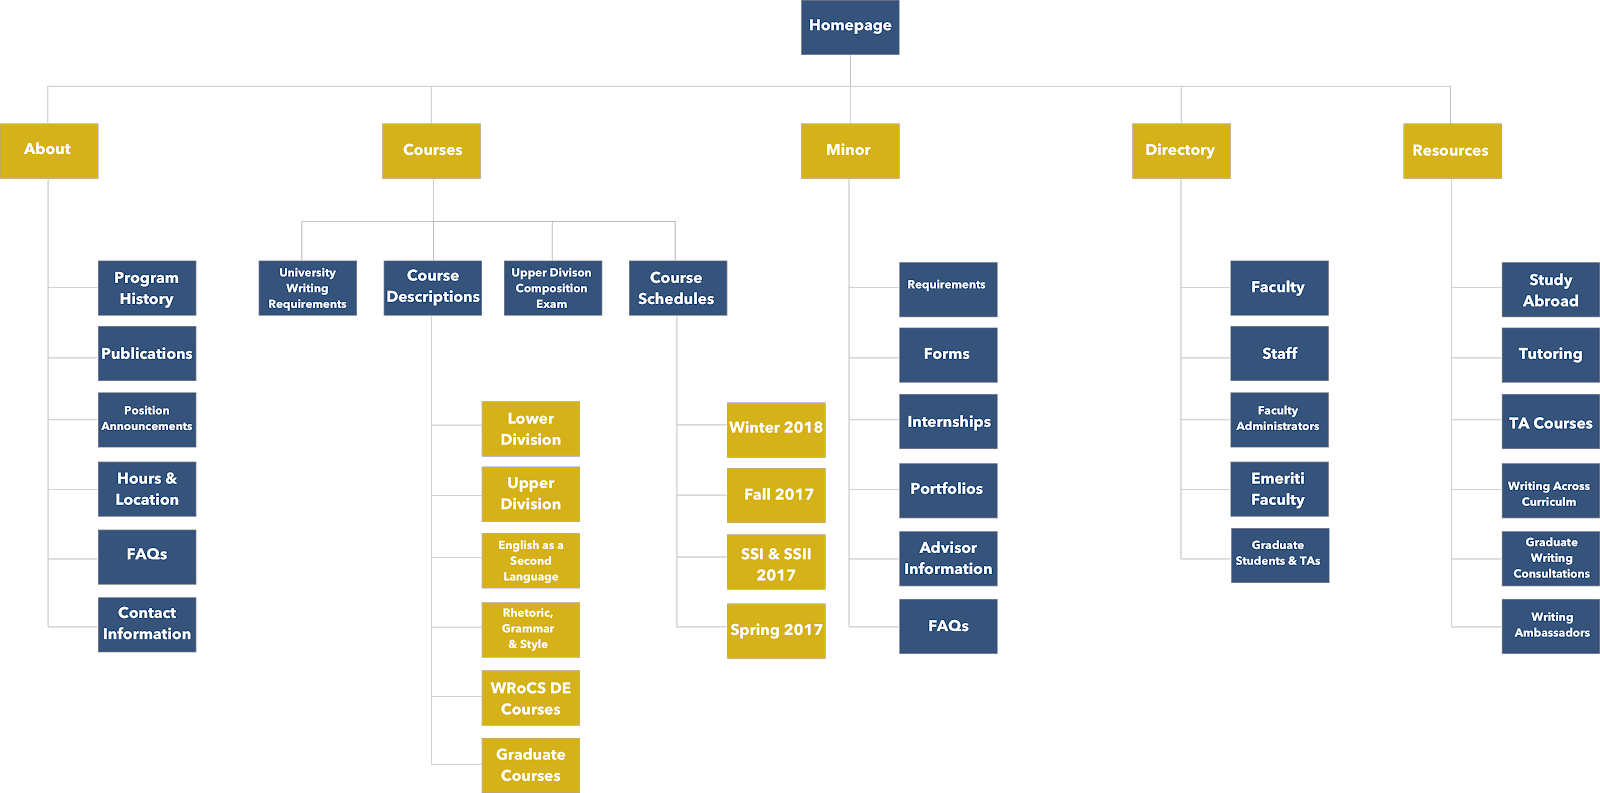 Homepage
About
Courses
Minor
Directory
Resources
Program
History
Publications
Position
Announcements
Hours &
Location
FAQs
Contact
Information
University
Writing
Requirements
Course
Descriptions
Upper Divison
Composition
Exam
Course
Schedules
Lower
Division
Upper
Division
English as a
Second
Language
Rhetoric,
Grammar
& Style
WRoCS DE
Courses
Graduate
Courses
Winter 2018
Fall 2017
SSI & SSII
2017
Spring 2017
Requirements
Forms
Internships
Portfolios
Advisor
Information
FAQs
Faculty
Staff
Faculty
Administrators
Emeriti
Faculty
Graduate
Students & TAs
Study
Abroad
Tutoring
TA Courses
Writing Across
Curriculm
Graduate
Writing
Consultations
Writing
Ambassadors